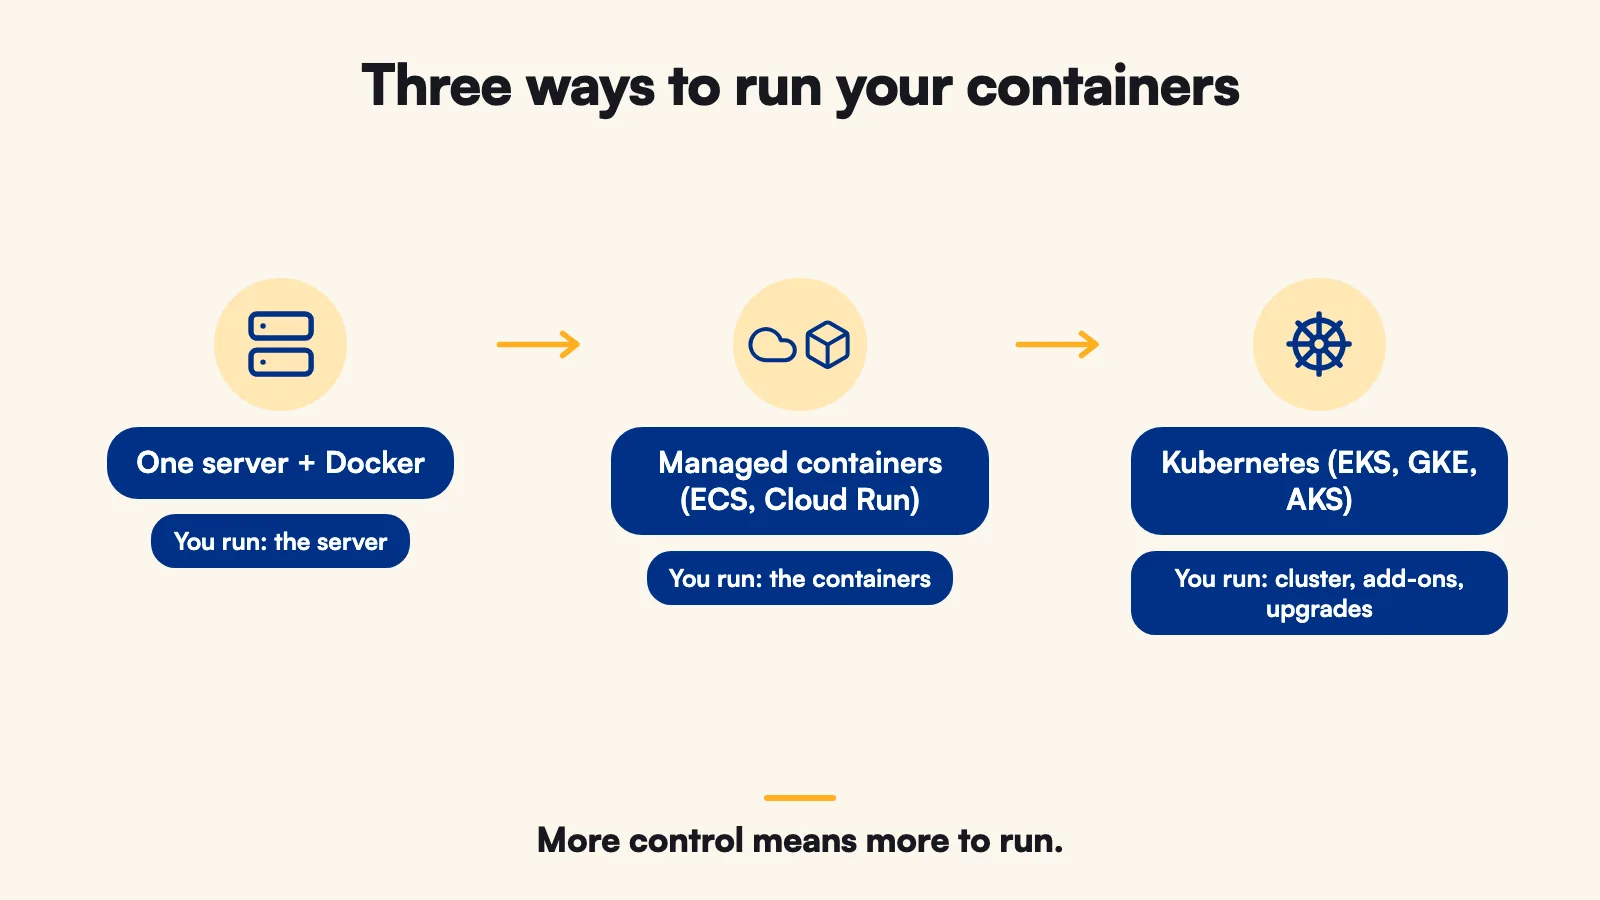 Three ways to run your containers
One server + Docker
You run: the server
Managed containers
(ECS, Cloud Run)
You run: the containers
Kubernetes (EKS, GKE,
AKS)
You run: cluster, add-ons,
upgrades
More control means more to run.